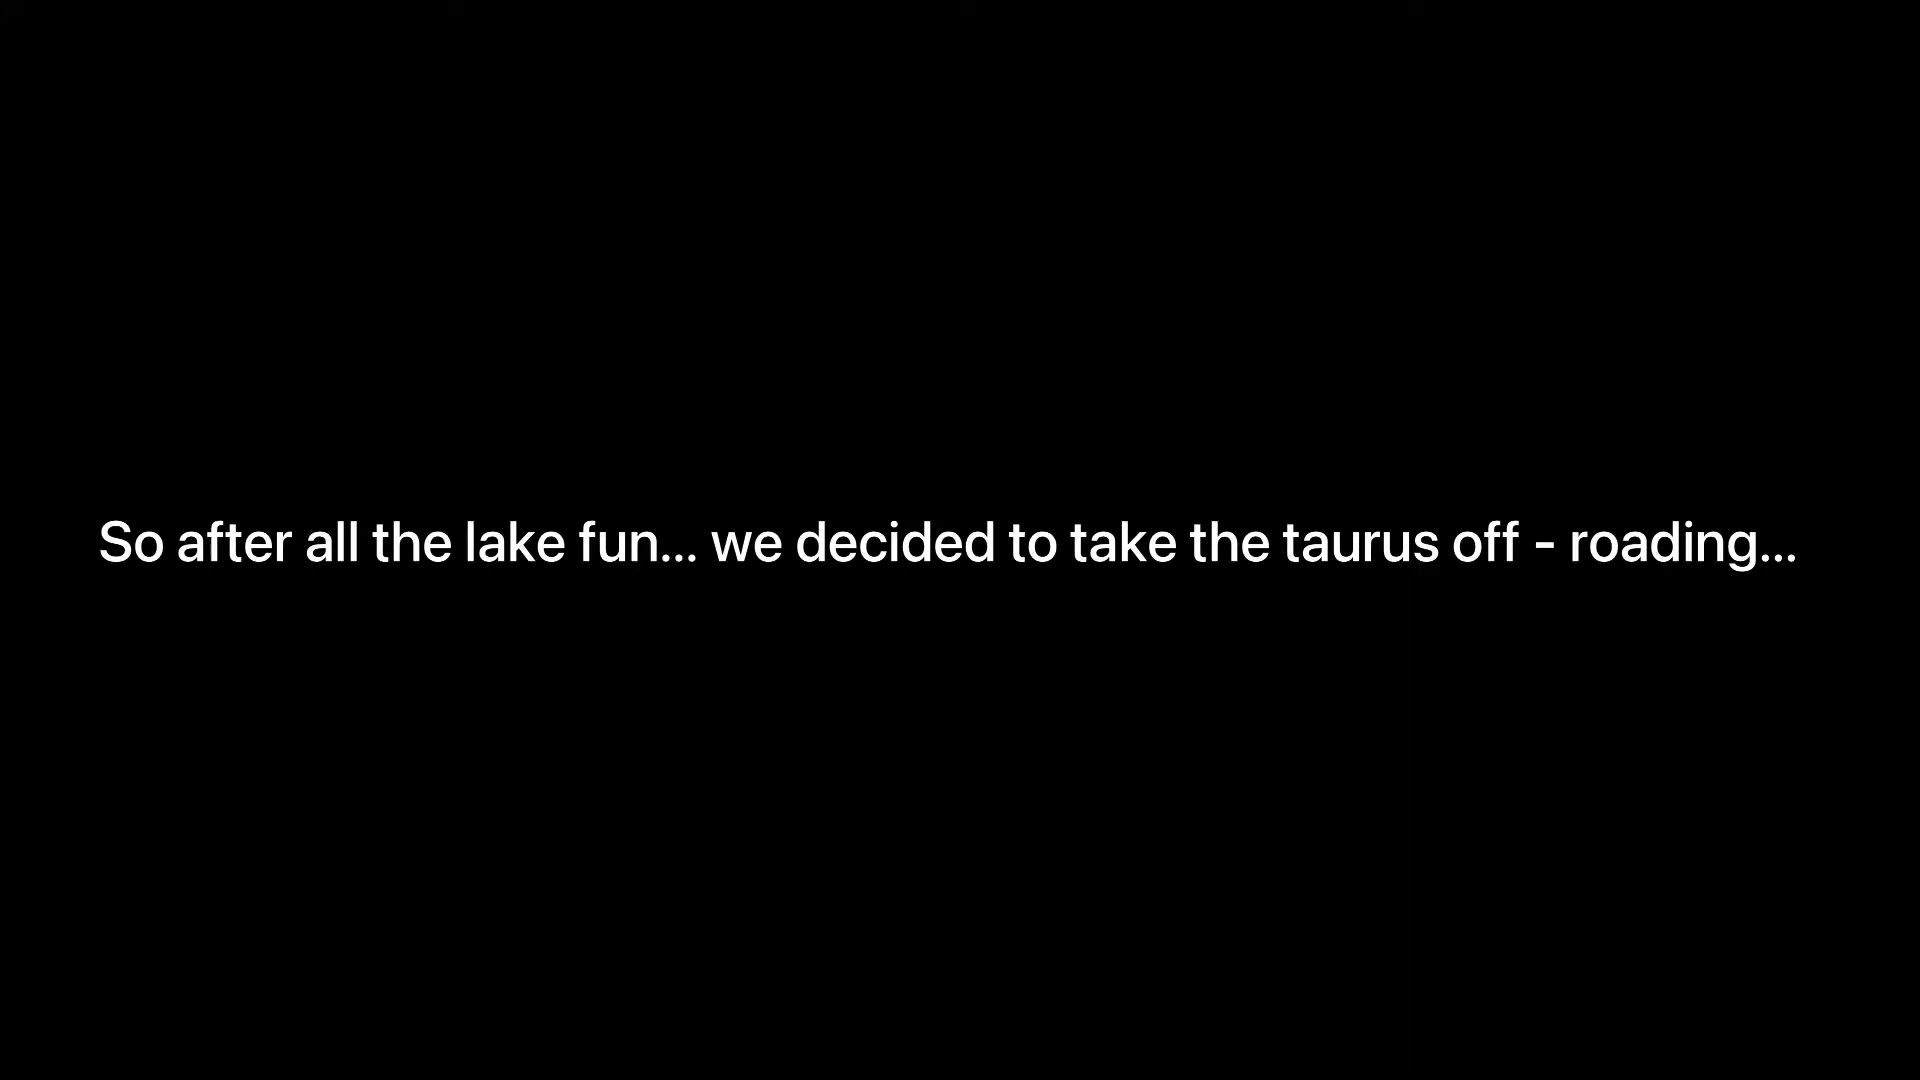 So after all the lake fun... we decided to take the taurus off - roading...